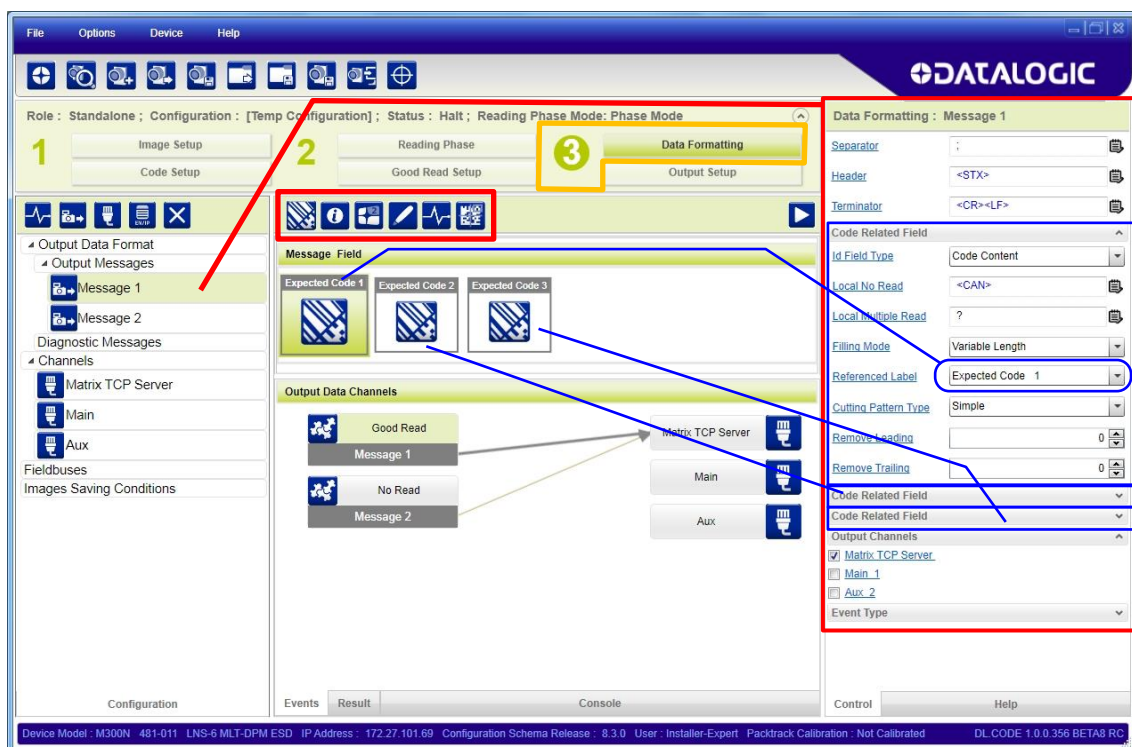 File Options Device Help
DATALOGIC
Role : Standalone ; Configuration : [Temp Configuration] ; Status : Halt ; Reading Phase Mode: Phase Mode
1
Image Setup
Code Setup
2
Reading Phase
Good Read Setup
3
Data Formatting
Output Setup
EN/IP
Output Data Format
Output Messages
Message 1
Message 2
Diagnostic Messages
Channels
Matrix TCP Server
Main
Aux
Fieldbuses
Images Saving Conditions
Configuration
Message Field
Expected Code 1 Expected Code 2 Expected Code 3
Output Data Channels
Good Read
Message 1
No Read
Message 2
Matrix TCP Server
Main
Aux
Events Result Console
Data Formatting : Message 1
Separator ;
Header <STX>
Terminator <CR><LF>
Code Related Field
Id Field Type Code Content
Local No Read <CAN>
Local Multiple Read ?
Filling Mode Variable Length
Referenced Label Expected Code 1
Cutting Pattern Type Simple
Remove Leading 0
Remove Trailing 0
Code Related Field
Code Related Field
Output Channels
Matrix TCP Server
Main 1
Aux 2
Event Type
Control Help
Device Model : M300N 481-011 LNS-6 MLT-DPM ESD IP Address : 172.27.101.69 Configuration Schema Release : 8.3.0 User : Installer-Expert Packtrack Calibration : Not Calibrated DL.CODE 1.0.0.356 BETA8 RC